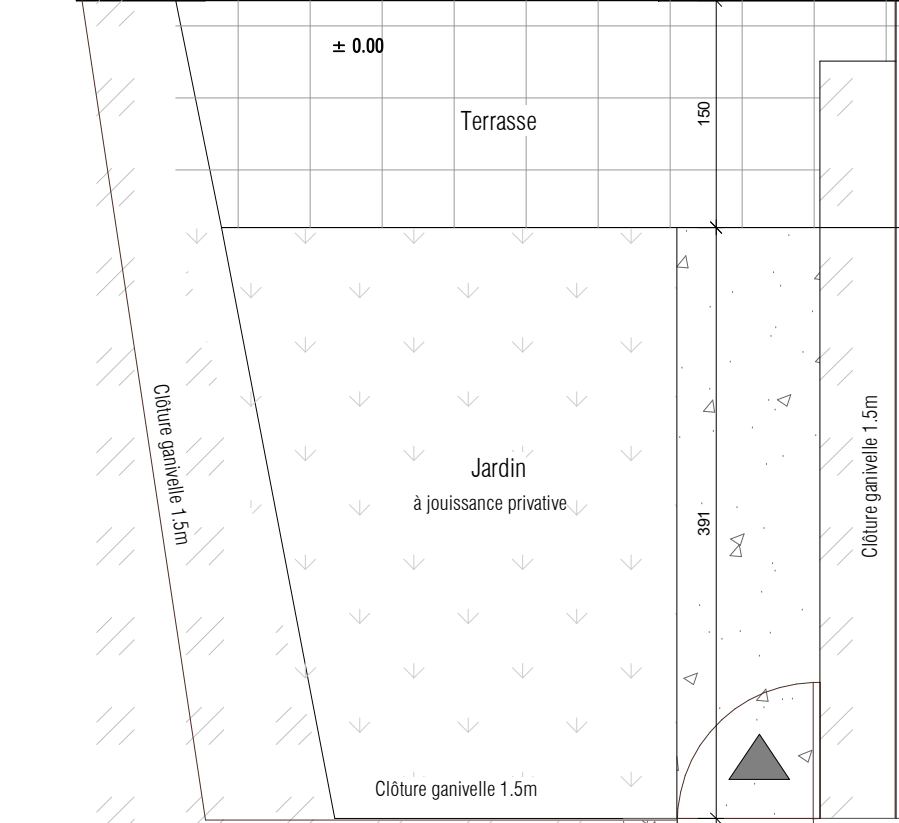 ± 0.00
Terrasse
150
Clôture ganivelle 1.5m
Jardin
à jouissance privative
391
Clôture ganivelle 1.5m
Clôture ganivelle 1.5m